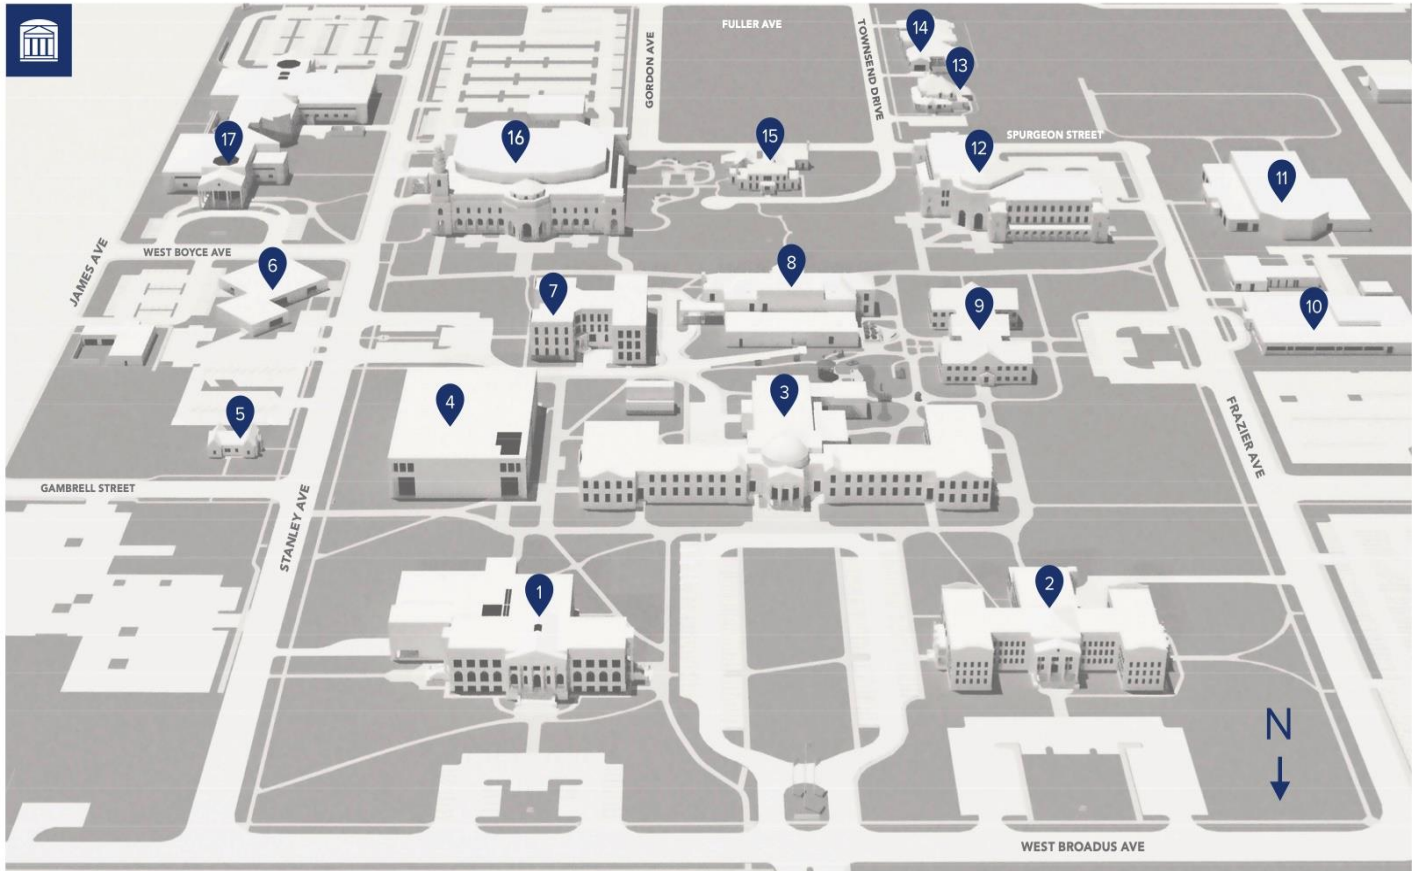 FULLER AVE
TOWNSEND DRIVE
GORDON AVE
14
13
17
16
15
12
SPURGEON STREET
11
JAMES AVE
WEST BOYCE AVE
6
7
8
9
10
5
4
3
FRAZIER AVE
GAMBRELL STREET
STANLEY AVE
1
2
N
WEST BROADUS AVE